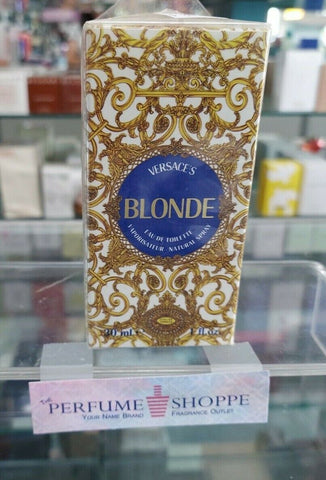 VERSACE'S
BLONDE
EAU DE TOILETTE
VAPORISATEUR - NATURAL SPRAY
30 mL e
1 fl.oz.
THE PERFUME SHOPPE
YOUR NAME BRAND FRAGRANCE OUTLET